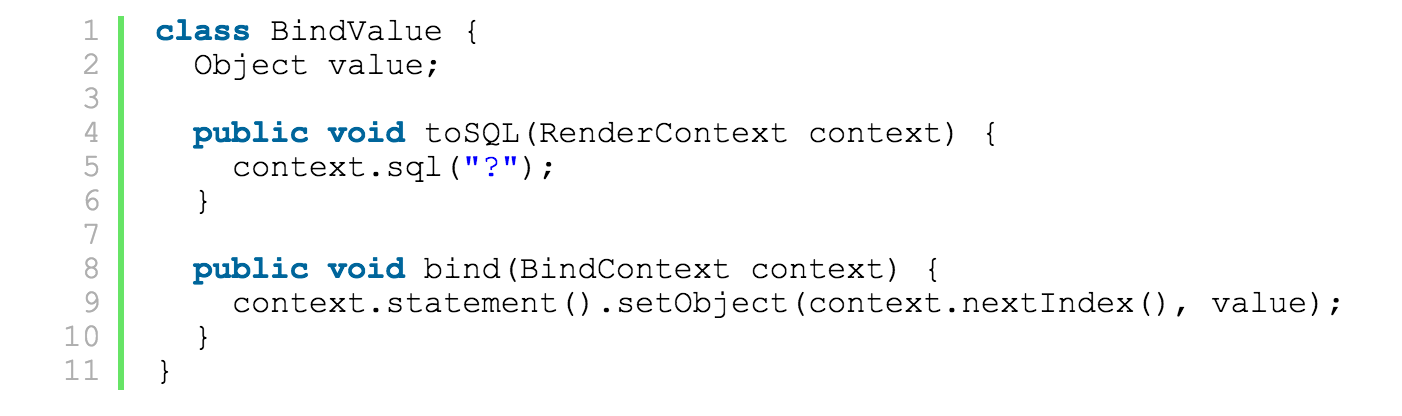 1 class BindValue {
2 Object value;
3
4 public void toSQL(RenderContext context) {
5 context.sql("?");
6 }
7
8 public void bind(BindContext context) {
9 context.statement().setObject(context.nextIndex(), value);
10 }
11 }